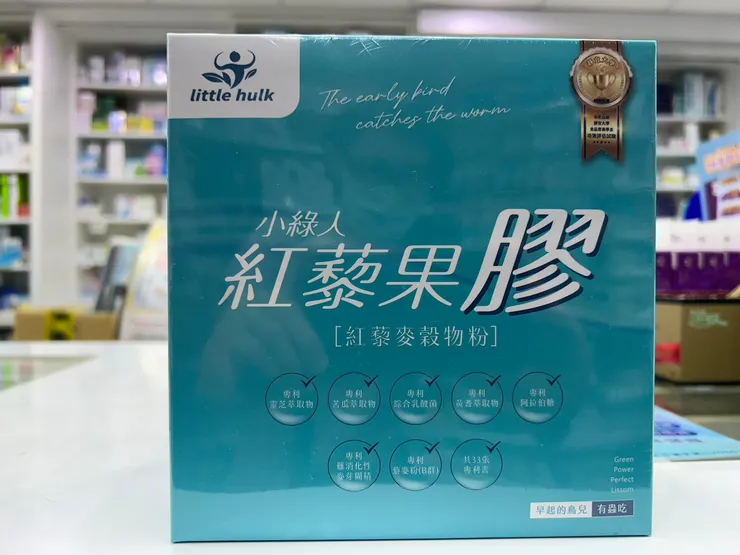 little hulk
The early bird
catches the worm
小綠人
紅藜果膠
[紅藜麥穀物粉]
專利
靈芝萃取物
專利
苦瓜萃取物
專利
綜合乳酸菌
專利
黃耆萃取物
專利
阿拉伯糖
專利
難消化性
麥芽糊精
專利
藜麥粉(B群)
共33張
專利書
Green
Power
Perfect
Lissom
早起的鳥兒 有蟲吃